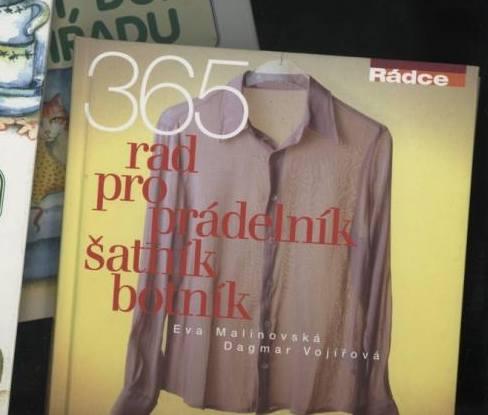 365
Rádce
rad
pro
prádelník
šatník
botník
Eva Malinovská
Dagmar Vojířová